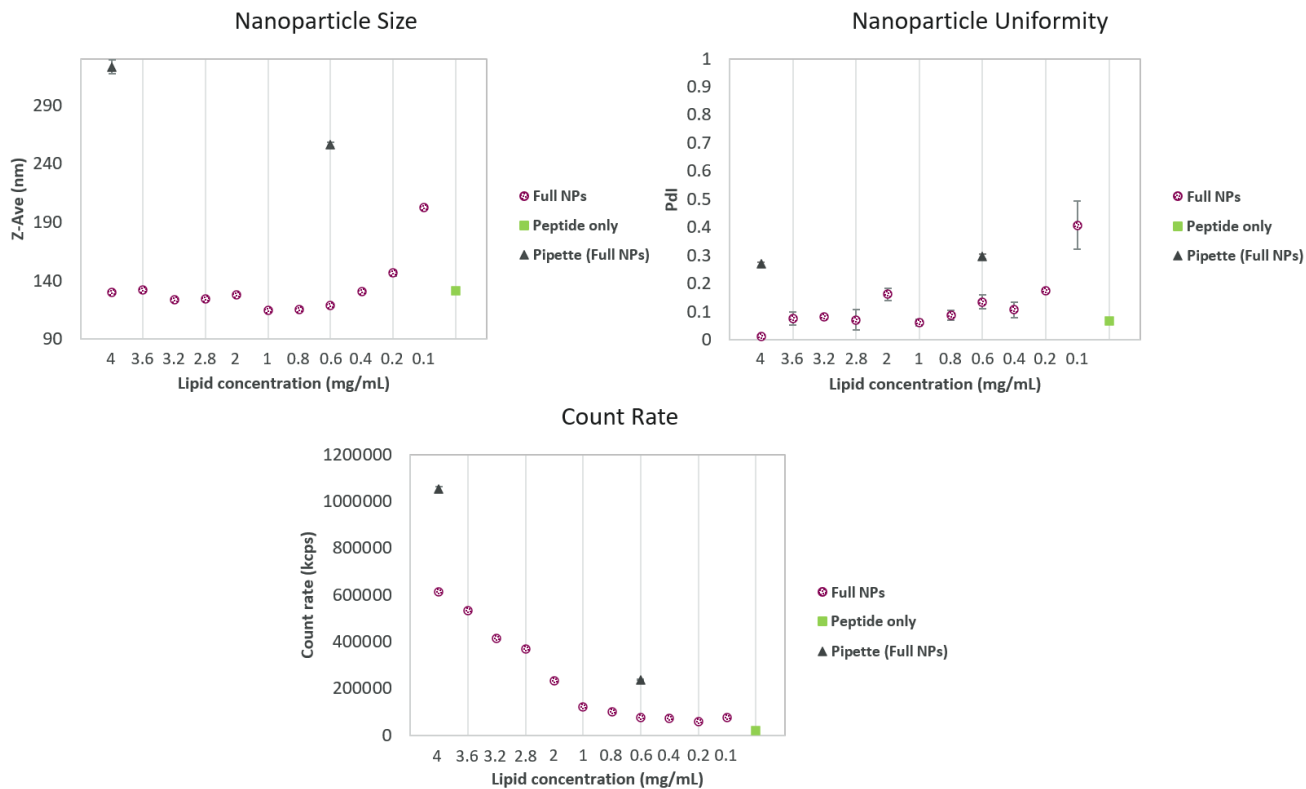 Nanoparticle Size
290
240
190
140
90
Z-Ave (nm)
4 3.6 3.2 2.8 2 1 0.8 0.6 0.4 0.2 0.1
Lipid concentration (mg/mL)
Full NPs
Peptide only
Pipette (Full NPs)
Nanoparticle Uniformity
1
0.9
0.8
0.7
0.6
0.5
0.4
0.3
0.2
0.1
0
PdI
4 3.6 3.2 2.8 2 1 0.8 0.6 0.4 0.2 0.1
Lipid concentration (mg/mL)
Full NPs
Peptide only
Pipette (Full NPs)
Count Rate
1200000
1000000
800000
600000
400000
200000
0
Count rate (kcps)
4 3.6 3.2 2.8 2 1 0.8 0.6 0.4 0.2 0.1
Lipid concentration (mg/mL)
Full NPs
Peptide only
Pipette (Full NPs)